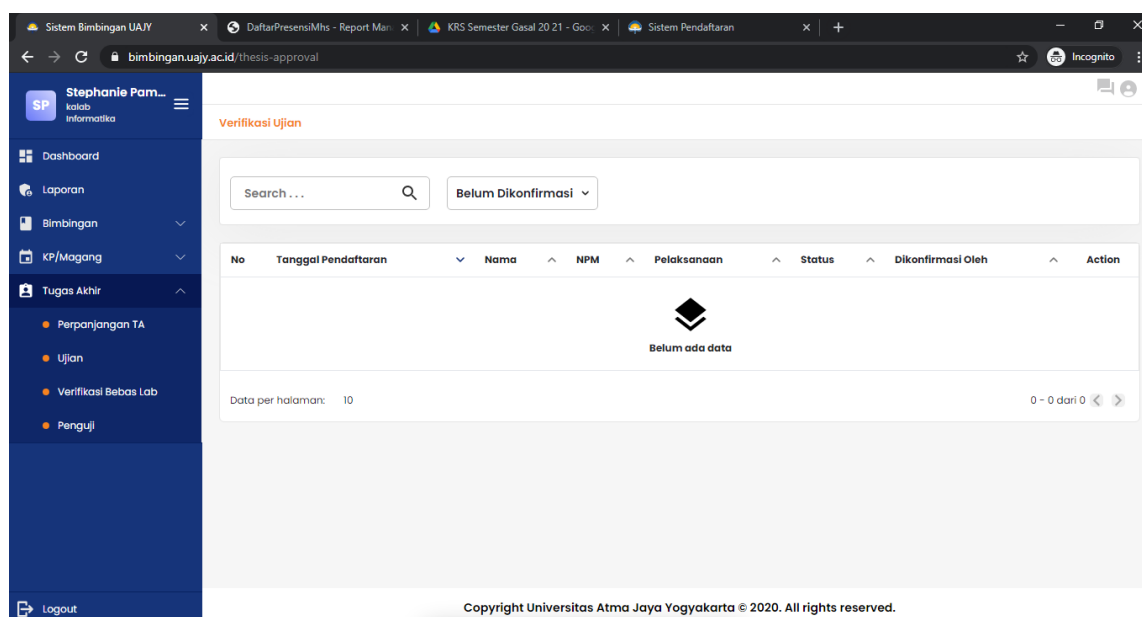 Sistem Bimbingan UAJY
DaftarPresensiMhs - Report Man
KRS Semester Gasal 20 21 - Goog
Sistem Pendaftaran
bimbingan.uajy.ac.id/thesis-approval
Incognito
SP
Stephanie Pam...
kalab
Informatika
Verifikasi Ujian
Dashboard
Laporan
Bimbingan
KP/Magang
Tugas Akhir
Perpanjangan TA
Ujian
Verifikasi Bebas Lab
Penguji
Logout
Search . . .
Belum Dikonfirmasi
No Tanggal Pendaftaran Nama NPM Pelaksanaan Status Dikonfirmasi Oleh Action
Belum ada data
Data per halaman: 10
0 - 0 dari 0
Copyright Universitas Atma Jaya Yogyakarta © 2020. All rights reserved.